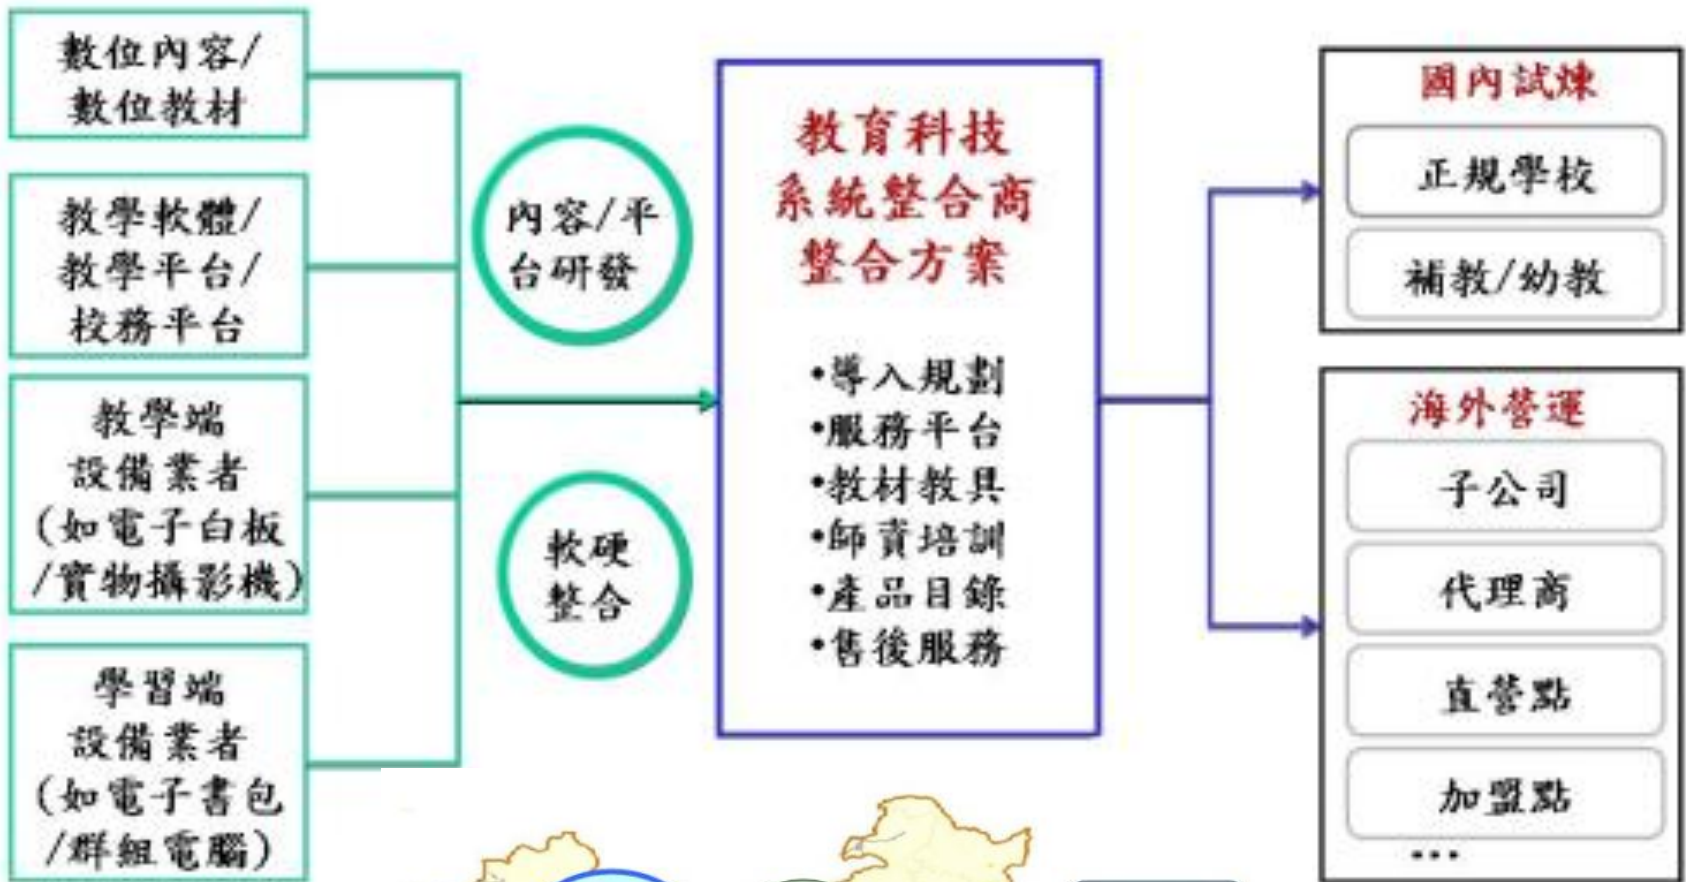 數位內容/
數位教材
教學軟體/
教學平台/
校務平台
教學端
設備業者
(如電子白板
/實物攝影機)
學習端
設備業者
(如電子書包
/群組電腦)
內容/平
台研發
軟硬
整合
教育科技
系統整合商
整合方案
•導入規劃
•服務平台
•教材教具
•師資培訓
•產品目錄
•售後服務
國內試煉
正規學校
補教/幼教
海外營運
子公司
代理商
直營點
加盟點
...